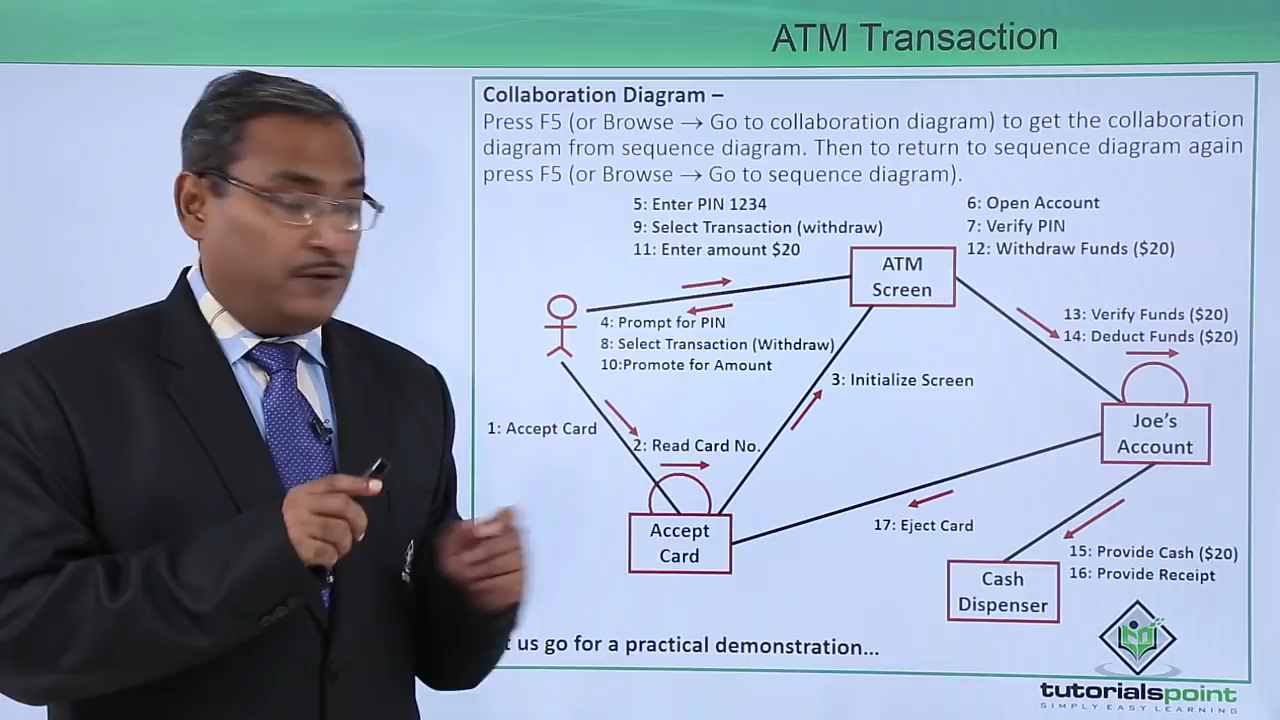 ATM Transaction
Collaboration Diagram –
Press F5 (or Browse → Go to collaboration diagram) to get the collaboration
diagram from sequence diagram. Then to return to sequence diagram again
press F5 (or Browse → Go to sequence diagram).
5: Enter PIN 1234
9: Select Transaction (withdraw)
11: Enter amount $20
6: Open Account
7: Verify PIN
12: Withdraw Funds ($20)
ATM
Screen
4: Prompt for PIN
8: Select Transaction (Withdraw)
10:Promote for Amount
13: Verify Funds ($20)
14: Deduct Funds ($20)
3: Initialize Screen
1: Accept Card
2: Read Card No.
Joe's
Account
Accept
Card
17: Eject Card
15: Provide Cash ($20)
16: Provide Receipt
Cash
Dispenser
us go for a practical demonstration...
tutorialspoint
SIMPLY EASY LEARNING